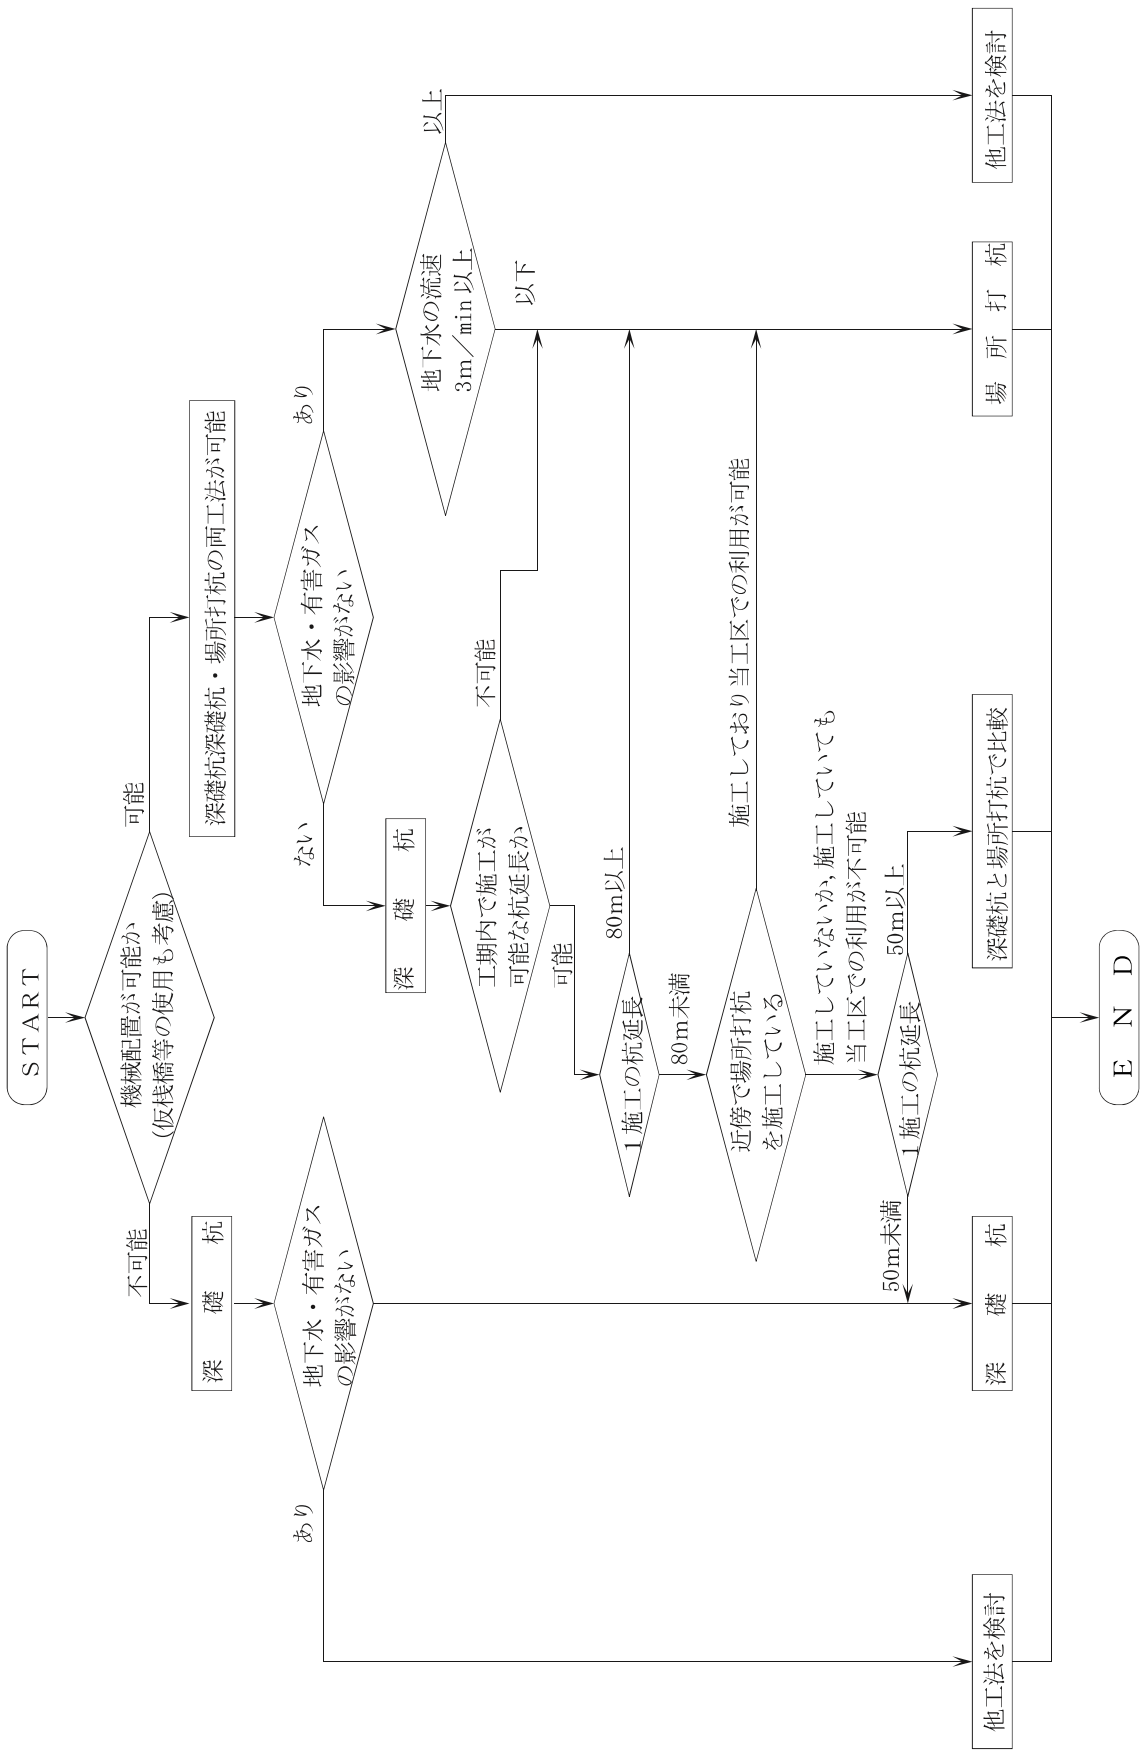 START
機械配置が可能か
(仮桟橋等の使用も考慮)
不可能
可能
深礎杭
深礎杭深礎杭・場所打杭の両工法が可能
地下水・有害ガス
の影響がない
あり
地下水・有害ガス
の影響がない
ない
あり
深礎杭
地下水の流速
3m／min以上
以上
以下
工期内で施工が
可能な杭延長か
不可能
可能
1施工の杭延長
80m以上
80m未満
近傍で場所打杭
を施工している
施工しており当工区での利用が可能
施工していないか,施工していても
当工区での利用が不可能
1施工の杭延長
50m未満
50m以上
他工法を検討
深礎杭
深礎杭と場所打杭で比較
場所打杭
他工法を検討
END